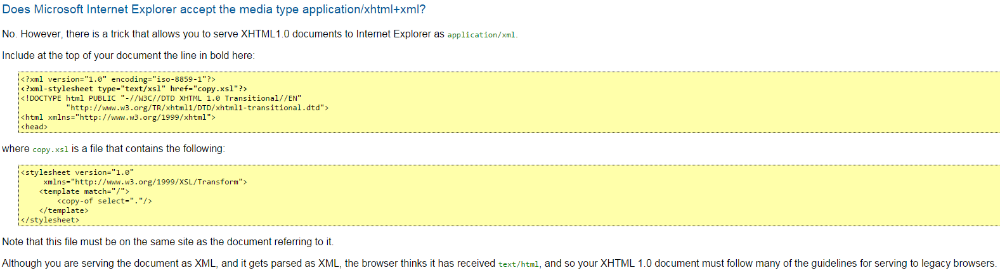 Does Microsoft Internet Explorer accept the media type application/xhtml+xml?
No. However, there is a trick that allows you to serve XHTML1.0 documents to Internet Explorer as application/xml.
Include at the top of your document the line in bold here:
<?xml version="1.0" encoding="iso-8859-1"?>
<?xml-stylesheet type="text/xsl" href="copy.xsl"?>
<!DOCTYPE html PUBLIC "-//W3C//DTD XHTML 1.0 Transitional//EN"
"http://www.w3.org/TR/xhtml1/DTD/xhtml1-transitional.dtd">
<html xmlns="http://www.w3.org/1999/xhtml">
<head>
where copy.xsl is a file that contains the following:
<stylesheet version="1.0"
xmlns="http://www.w3.org/1999/XSL/Transform">
<template match="/">
<copy-of select="."/>
</template>
</stylesheet>
Note that this file must be on the same site as the document referring to it.
Although you are serving the document as XML, and it gets parsed as XML, the browser thinks it has received text/html, and so your XHTML 1.0 document must follow many of the guidelines for serving to legacy browsers.